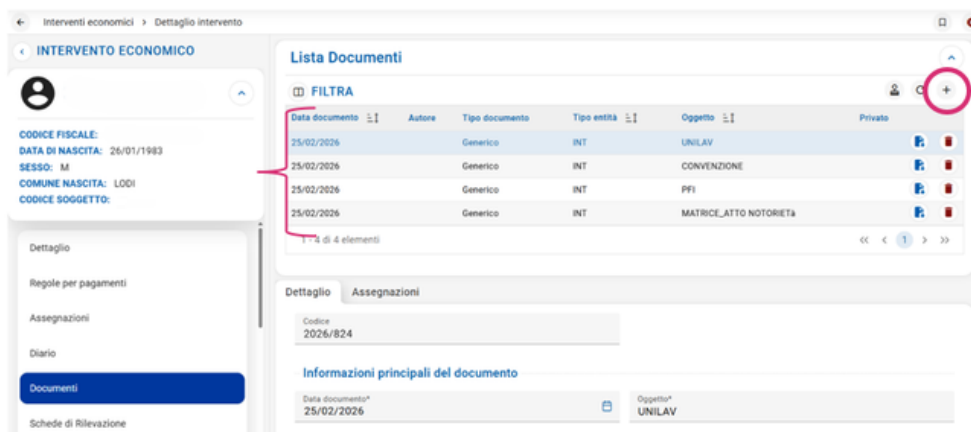 Interventi economici > Dettaglio intervento
INTERVENTO ECONOMICO
CODICE FISCALE:
DATA DI NASCITA: 26/01/1983
SESSO: M
COMUNE NASCITA: LODI
CODICE SOGGETTO:
Dettaglio
Regole per pagamenti
Assegnazioni
Diario
Documenti
Schede di Rilevazione
Lista Documenti
FILTRA
Data documento Autore Tipo documento Tipo entità Oggetto Privato
25/02/2026 Generico INT UNILAV
25/02/2026 Generico INT CONVENZIONE
25/02/2026 Generico INT PFI
25/02/2026 Generico INT MATRICE_ATTO NOTORIETà
1 - 4 di 4 elementi << < 1 > >>
Dettaglio Assegnazioni
Codice
2026/824
Informazioni principali del documento
Data documento* Oggetto*
25/02/2026 UNILAV